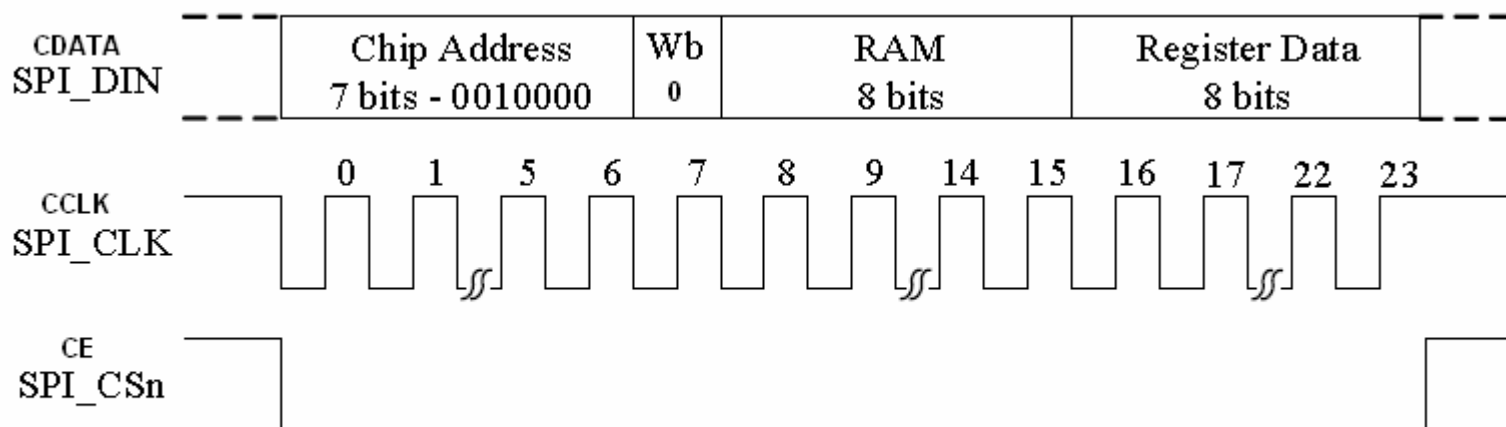 CDATA
SPI_DIN
Chip Address
7 bits - 0010000
Wb
0
RAM
8 bits
Register Data
8 bits
0 1 5 6 7 8 9 14 15 16 17 22 23
CCLK
SPI_CLK
CE
SPI_CSn